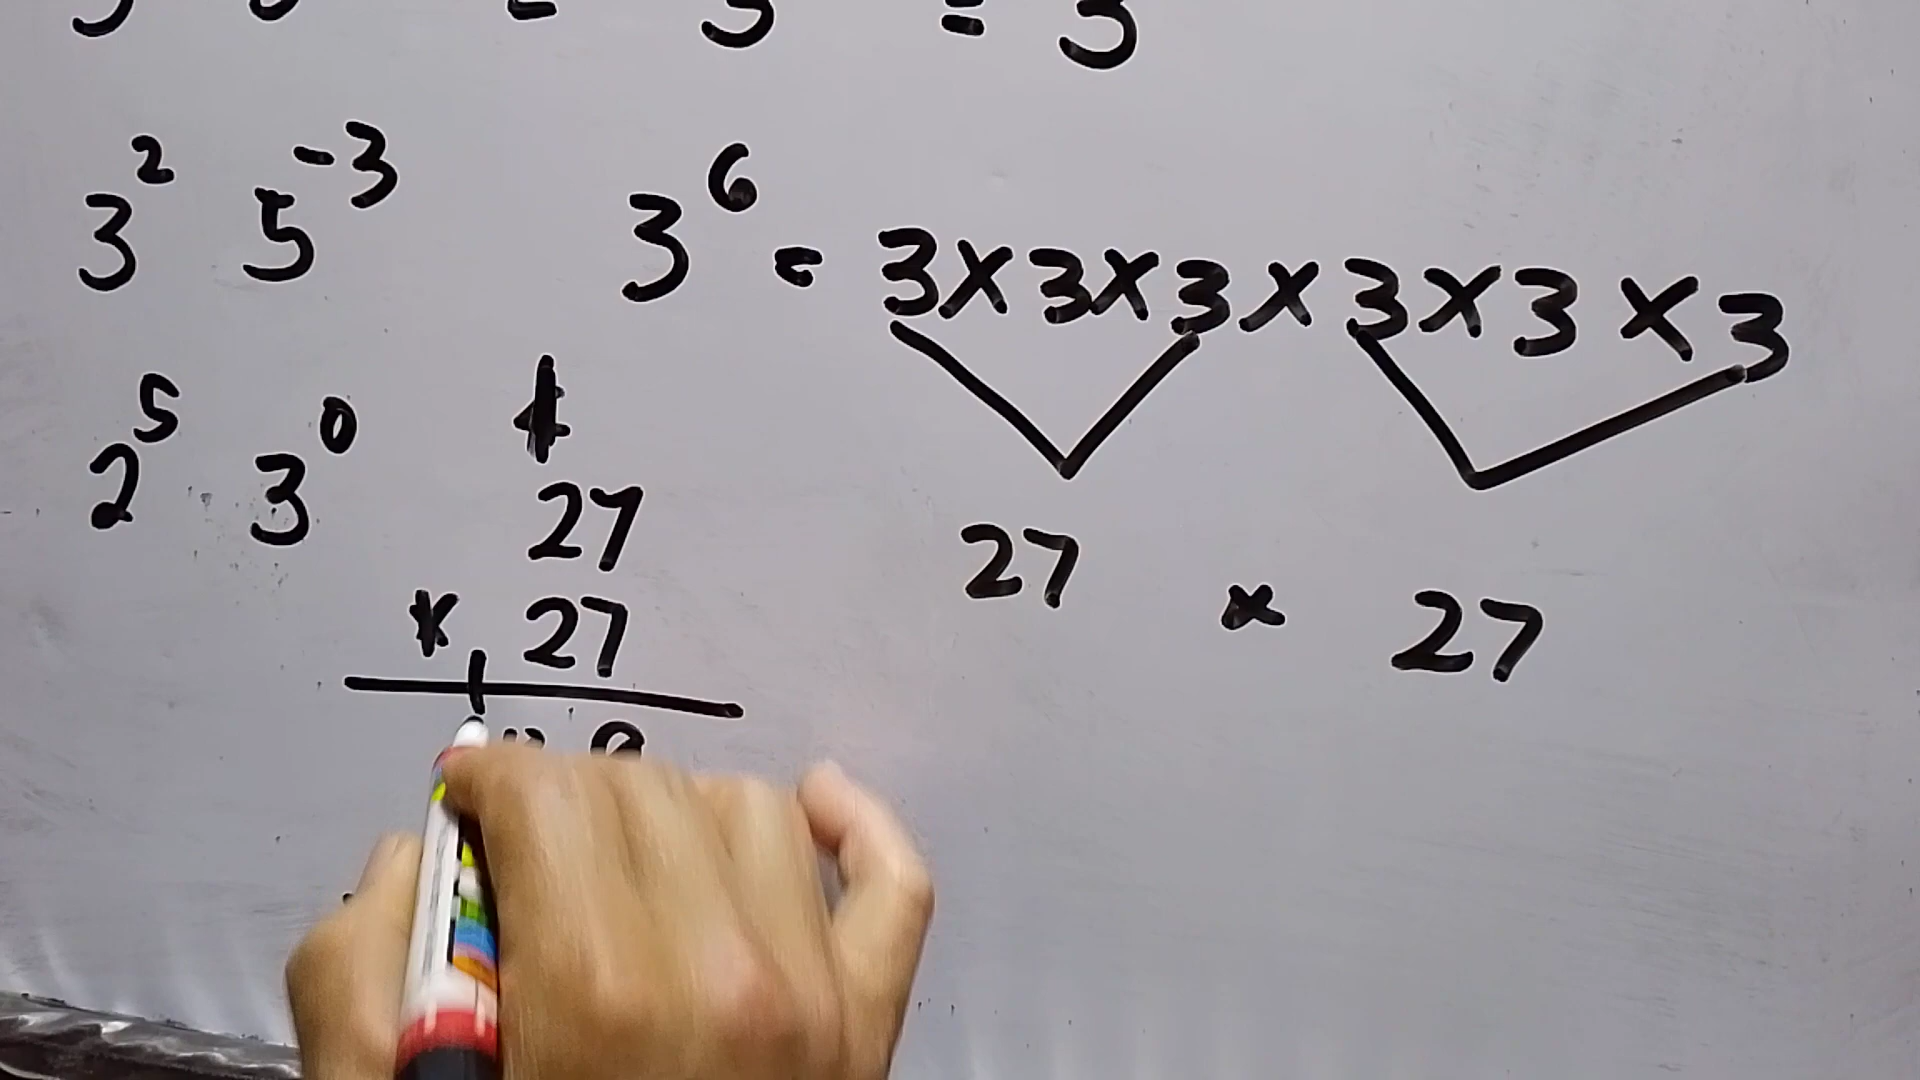 3² 5⁻³
3⁶ = 3×3×3×3×3×3
2⁵ 3⁰
27
× 27
27 × 27